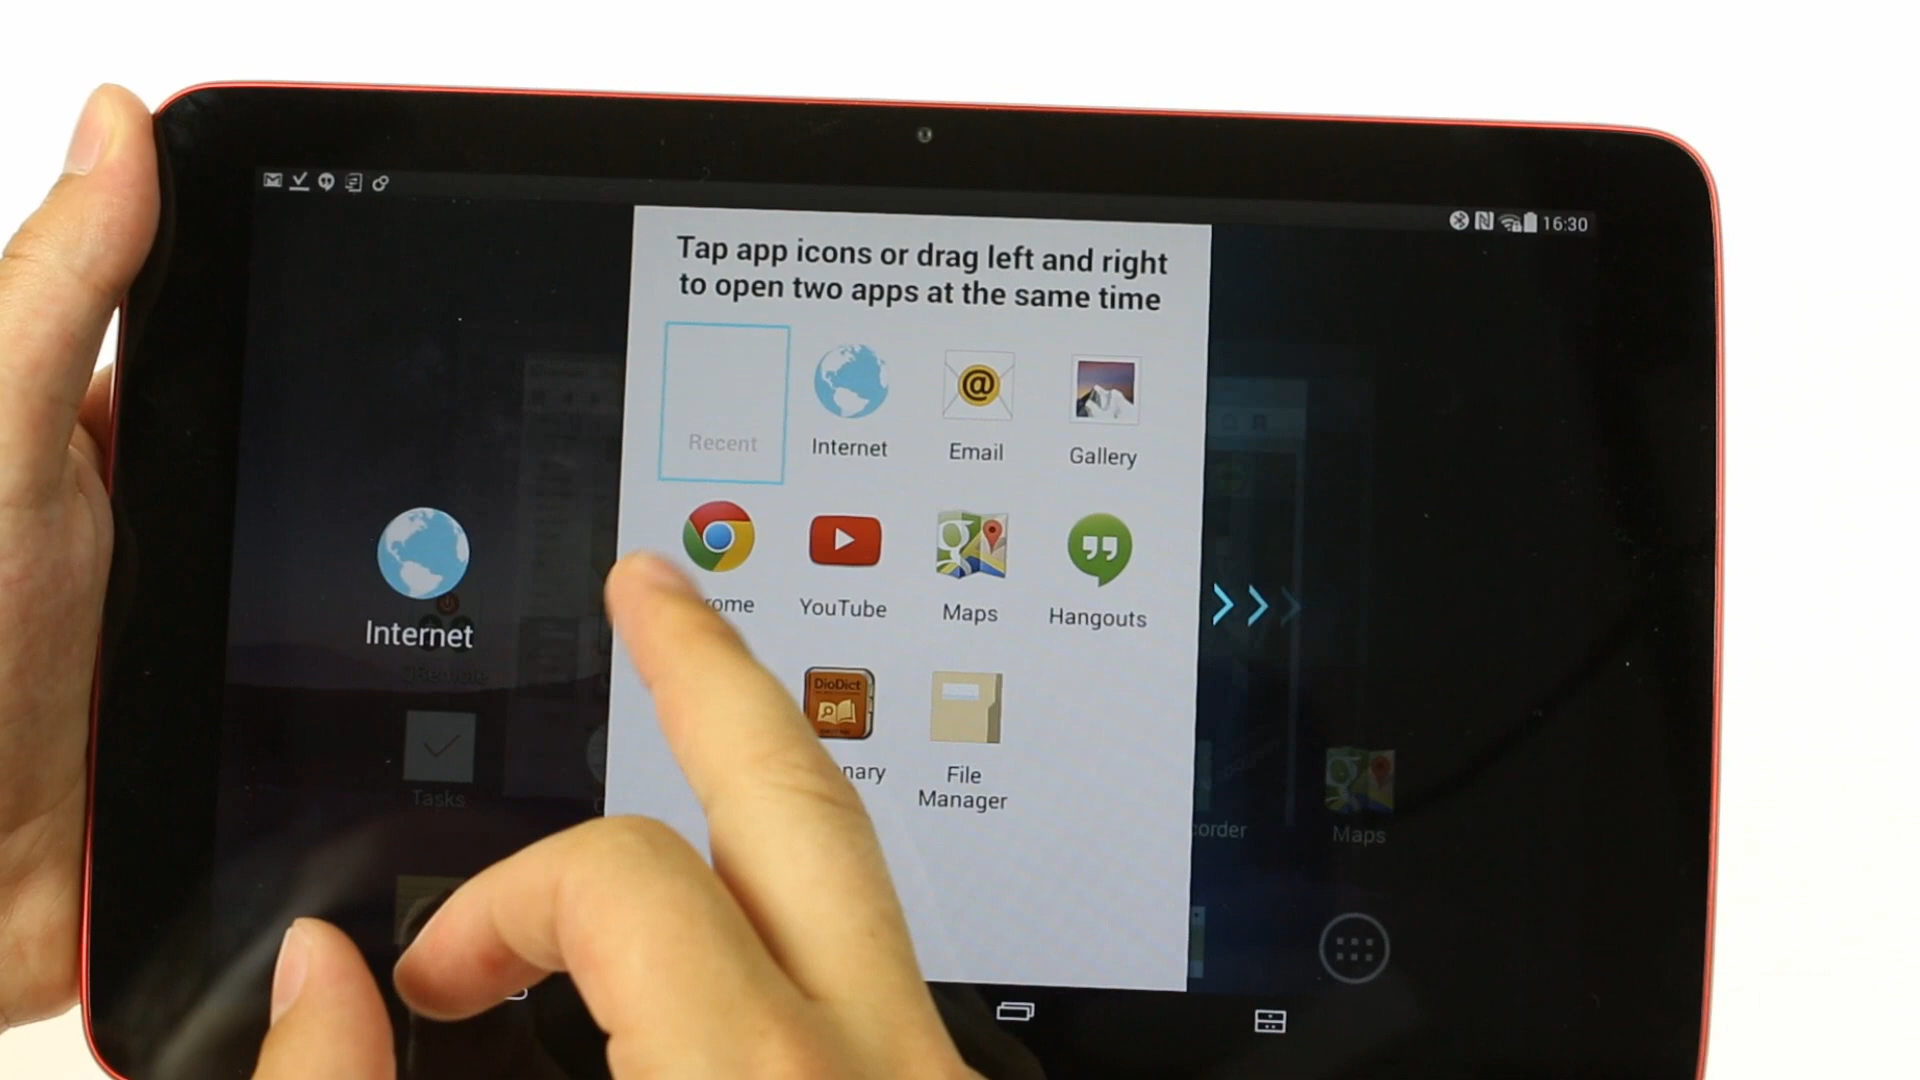 16:30
Tap app icons or drag left and right
to open two apps at the same time
Recent
Internet
Email
Gallery
rome
YouTube
Maps
Hangouts
Internet
DioDict
nary
File
Manager
Tasks
corder
Maps